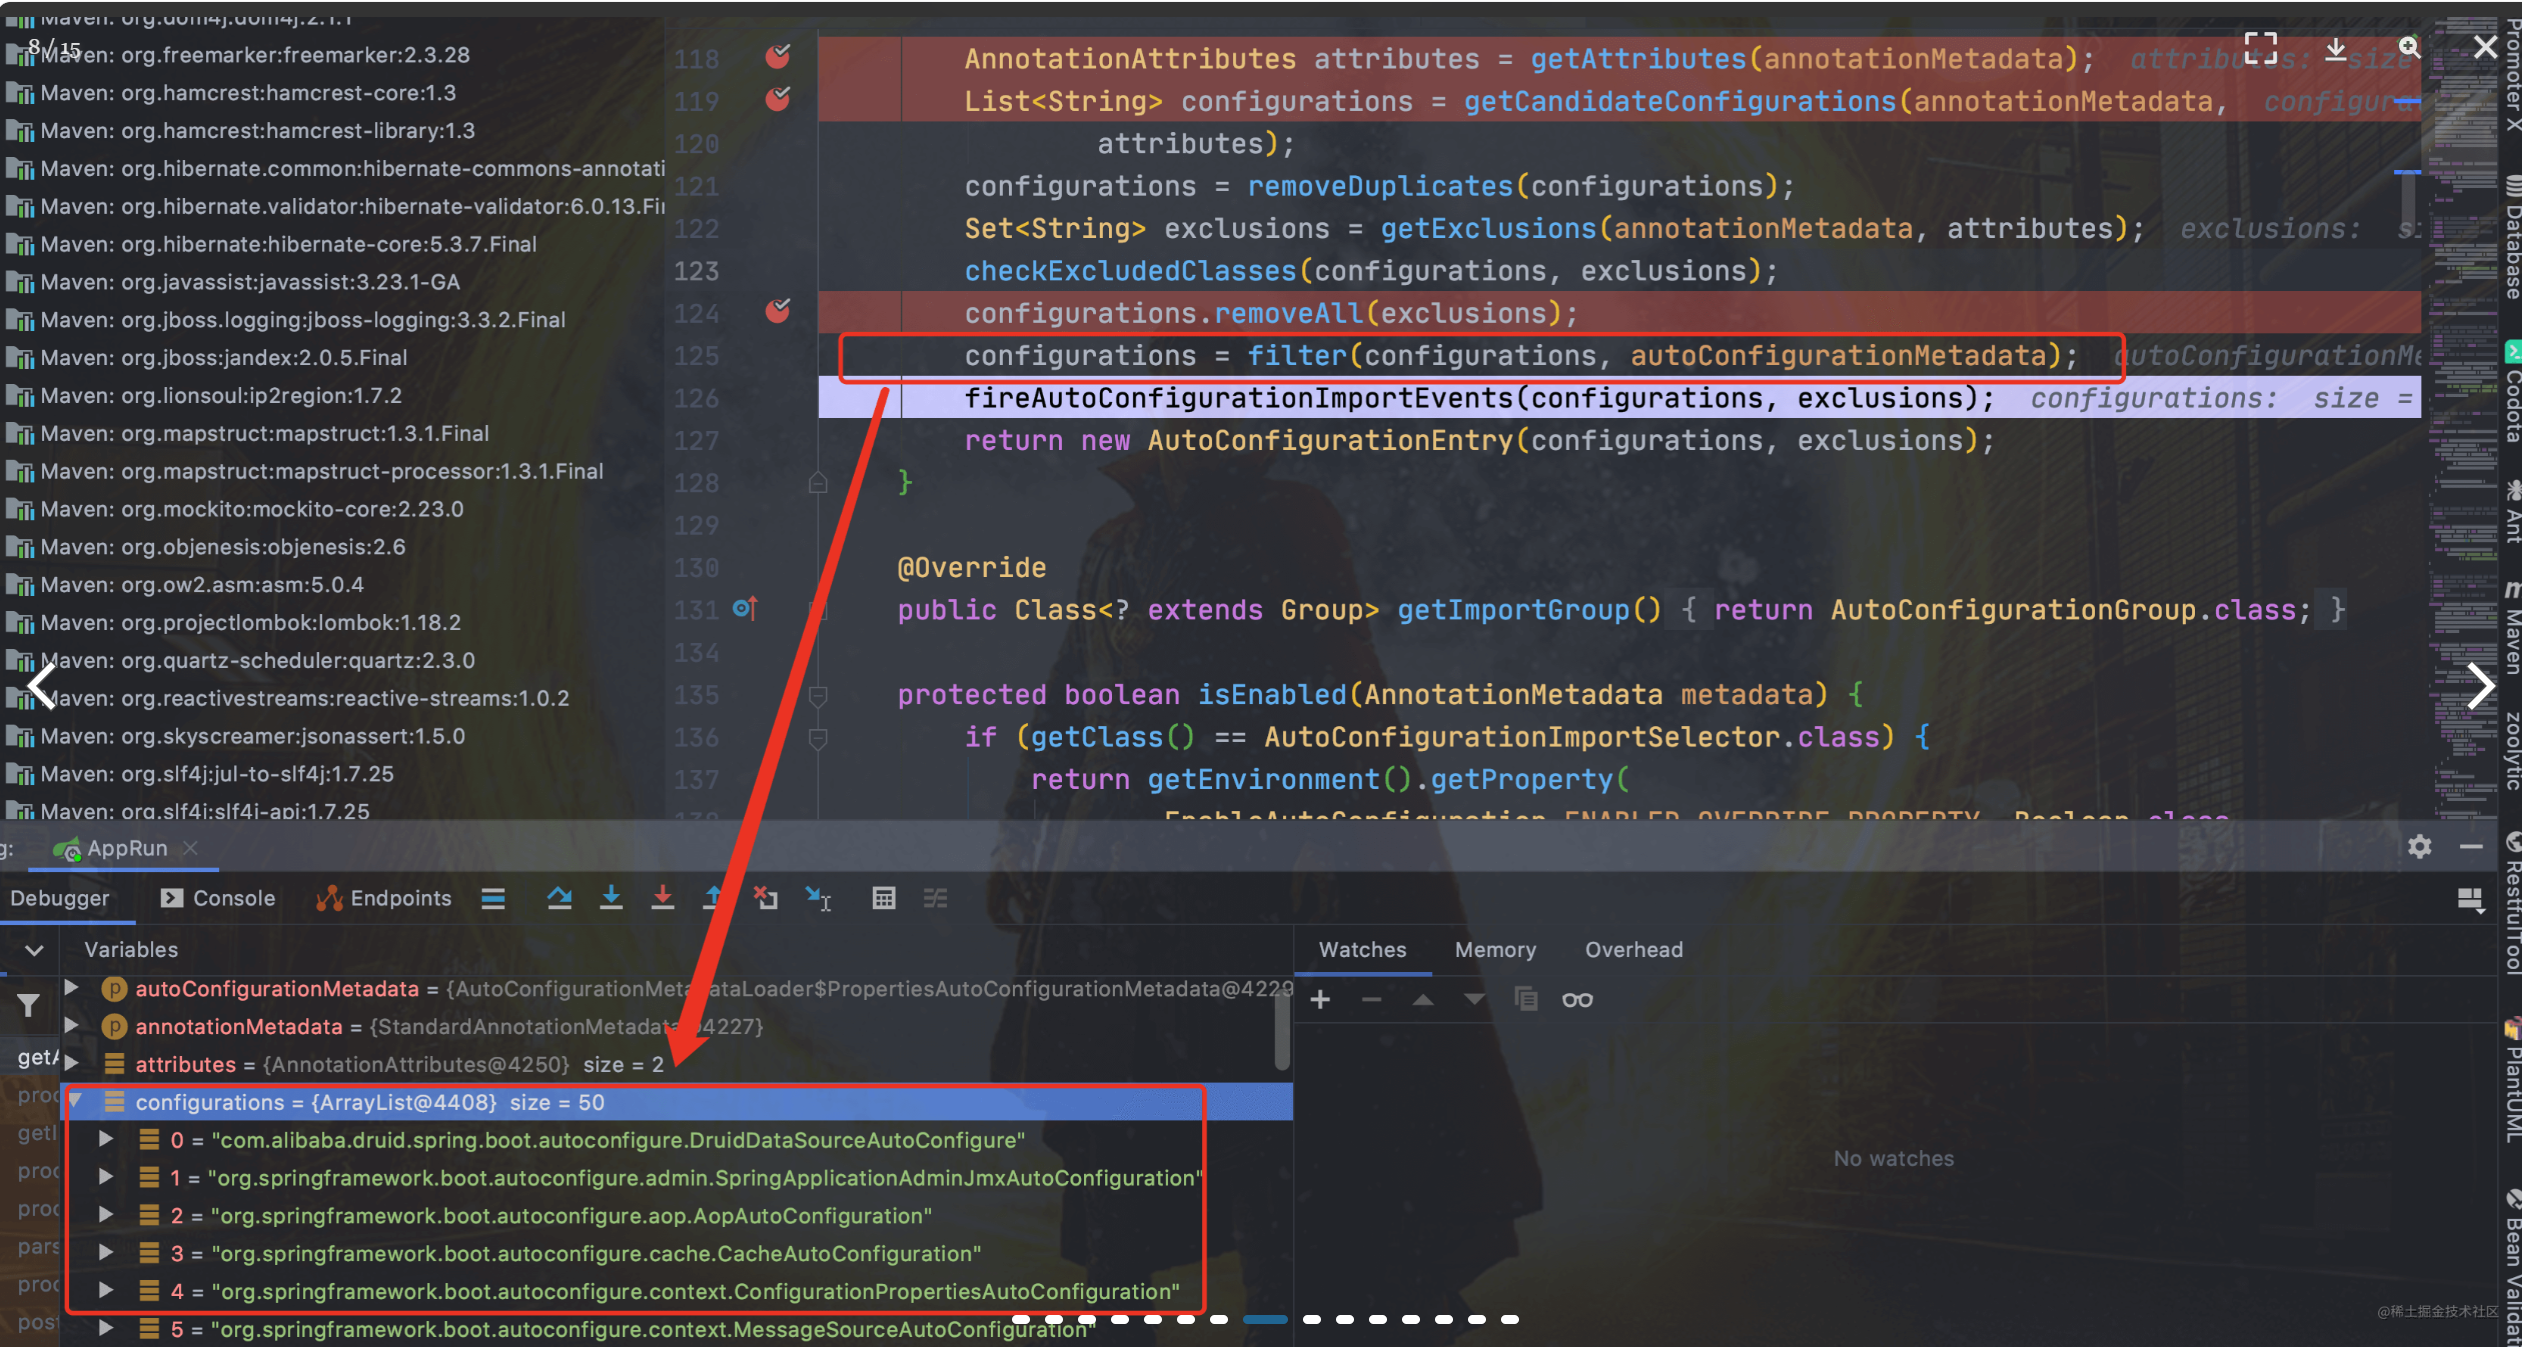 8 / 15
Maven: org.dom4j:dom4j:2.1.1
Maven: org.freemarker:freemarker:2.3.28
Maven: org.hamcrest:hamcrest-core:1.3
Maven: org.hamcrest:hamcrest-library:1.3
Maven: org.hibernate.common:hibernate-commons-annotati
Maven: org.hibernate.validator:hibernate-validator:6.0.13.Fin
Maven: org.hibernate:hibernate-core:5.3.7.Final
Maven: org.javassist:javassist:3.23.1-GA
Maven: org.jboss.logging:jboss-logging:3.3.2.Final
Maven: org.jboss:jandex:2.0.5.Final
Maven: org.lionsoul:ip2region:1.7.2
Maven: org.mapstruct:mapstruct:1.3.1.Final
Maven: org.mapstruct:mapstruct-processor:1.3.1.Final
Maven: org.mockito:mockito-core:2.23.0
Maven: org.objenesis:objenesis:2.6
Maven: org.ow2.asm:asm:5.0.4
Maven: org.projectlombok:lombok:1.18.2
Maven: org.quartz-scheduler:quartz:2.3.0
Maven: org.reactivestreams:reactive-streams:1.0.2
Maven: org.skyscreamer:jsonassert:1.5.0
Maven: org.slf4j:jul-to-slf4j:1.7.25
Maven: org.slf4j:slf4j-api:1.7.25
118 AnnotationAttributes attributes = getAttributes(annotationMetadata); attributes: size
119 List<String> configurations = getCandidateConfigurations(annotationMetadata, configurat
120 attributes);
121 configurations = removeDuplicates(configurations);
122 Set<String> exclusions = getExclusions(annotationMetadata, attributes); exclusions: si
123 checkExcludedClasses(configurations, exclusions);
124 configurations.removeAll(exclusions);
125 configurations = filter(configurations, autoConfigurationMetadata); autoConfigurationMe
126 fireAutoConfigurationImportEvents(configurations, exclusions); configurations: size =
127 return new AutoConfigurationEntry(configurations, exclusions);
128 }
129
130 @Override
131 public Class<? extends Group> getImportGroup() { return AutoConfigurationGroup.class; }
134
135 protected boolean isEnabled(AnnotationMetadata metadata) {
136 if (getClass() == AutoConfigurationImportSelector.class) {
137 return getEnvironment().getProperty(
138 EnableAutoConfiguration.ENABLED_OVERRIDE_PROPERTY, Boolean.class,
Promoter X
Database
Codota
Ant
Maven
zoolytic
RestfulTool
PlantUML
Bean Validat
g: AppRun
Debugger Console Endpoints
Variables
Watches Memory Overhead
autoConfigurationMetadata = {AutoConfigurationMetadataLoader$PropertiesAutoConfigurationMetadata@4229
annotationMetadata = {StandardAnnotationMetadata@4227}
attributes = {AnnotationAttributes@4250} size = 2
configurations = {ArrayList@4408} size = 50
0 = "com.alibaba.druid.spring.boot.autoconfigure.DruidDataSourceAutoConfigure"
1 = "org.springframework.boot.autoconfigure.admin.SpringApplicationAdminJmxAutoConfiguration"
2 = "org.springframework.boot.autoconfigure.aop.AopAutoConfiguration"
3 = "org.springframework.boot.autoconfigure.cache.CacheAutoConfiguration"
4 = "org.springframework.boot.autoconfigure.context.ConfigurationPropertiesAutoConfiguration"
5 = "org.springframework.boot.autoconfigure.context.MessageSourceAutoConfiguration"
getA
proc
getI
proc
proc
pars
proc
post
No watches
@稀土掘金技术社区